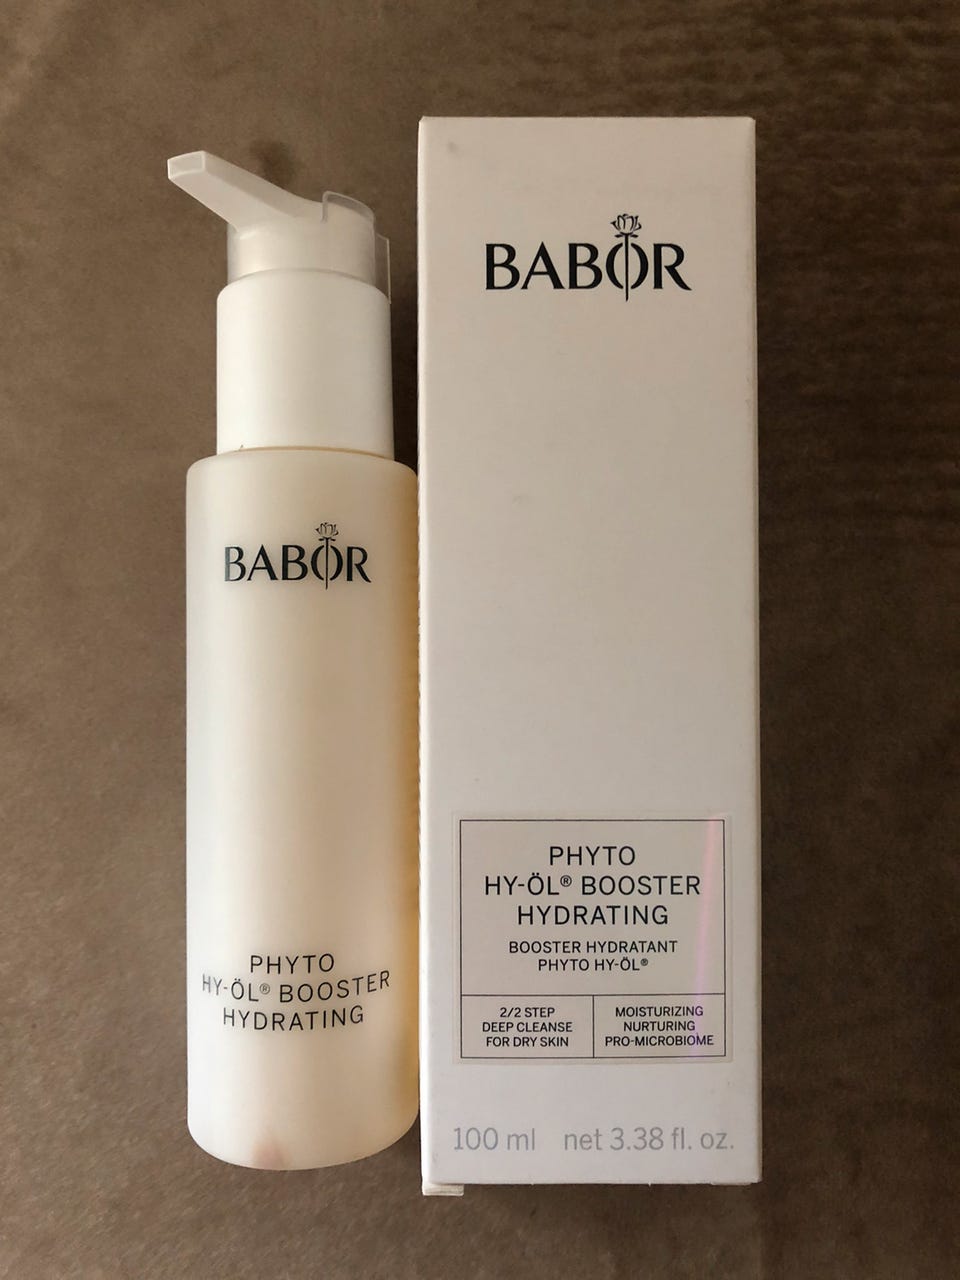 BABOR
PHYTO
HY-ÖL® BOOSTER
HYDRATING
BABOR
PHYTO
HY-ÖL® BOOSTER
HYDRATING
BOOSTER HYDRATANT
PHYTO HY-ÖL®
2/2 STEP
DEEP CLEANSE
FOR DRY SKIN
MOISTURIZING
NURTURING
PRO-MICROBIOME
100 ml net 3.38 fl. oz.